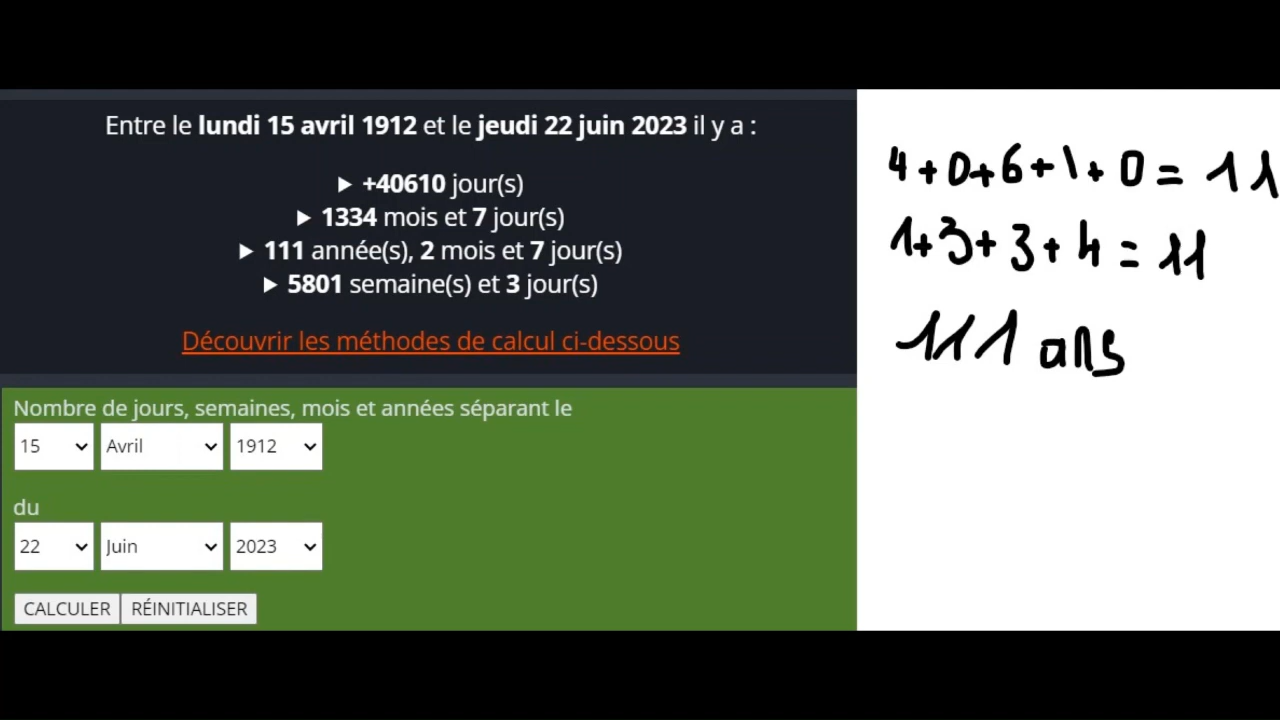 Entre le lundi 15 avril 1912 et le jeudi 22 juin 2023 il y a :
► +40610 jour(s)
► 1334 mois et 7 jour(s)
► 111 année(s), 2 mois et 7 jour(s)
► 5801 semaine(s) et 3 jour(s)
Découvrir les méthodes de calcul ci-dessous
Nombre de jours, semaines, mois et années séparant le
15 Avril 1912
du
22 Juin 2023
CALCULER RÉINITIALISER
4+0+6+1+0 = 11
1+3+3+4 = 11
111 ans